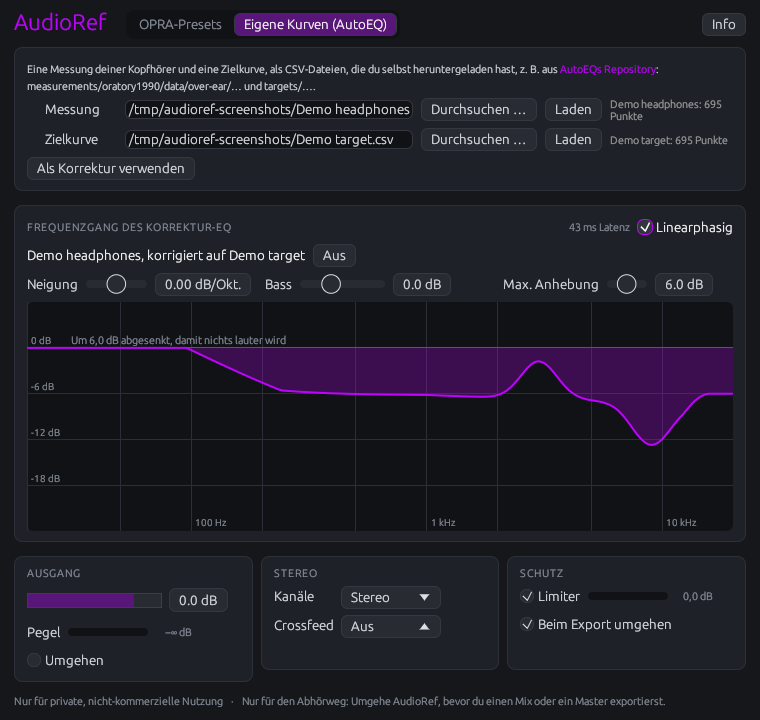 AudioRef
OPRA-Presets
Eigene Kurven (AutoEQ)
Info
Eine Messung deiner Kopfhörer und eine Zielkurve, als CSV-Dateien, die du selbst heruntergeladen hast, z. B. aus AutoEQs Repository:
measurements/oratory1990/data/over-ear/… und targets/….
Messung
/tmp/audioref-screenshots/Demo headphones
Durchsuchen …
Laden
Demo headphones: 695
Punkte
Zielkurve
/tmp/audioref-screenshots/Demo target.csv
Durchsuchen …
Laden
Demo target: 695 Punkte
Als Korrektur verwenden
FREQUENZGANG DES KORREKTUR-EQ
43 ms Latenz
Linearphasig
Demo headphones, korrigiert auf Demo target
Aus
Neigung
0.00 dB/Okt.
Bass
0.0 dB
Max. Anhebung
6.0 dB
0 dB
Um 6,0 dB abgesenkt, damit nichts lauter wird
-6 dB
-12 dB
-18 dB
100 Hz
1 kHz
10 kHz
AUSGANG
0.0 dB
Pegel
−∞ dB
Umgehen
STEREO
Kanäle
Stereo
Crossfeed
Aus
SCHUTZ
Limiter
0,0 dB
Beim Export umgehen
Nur für private, nicht-kommerzielle Nutzung · Nur für den Abhörweg: Umgehe AudioRef, bevor du einen Mix oder ein Master exportierst.